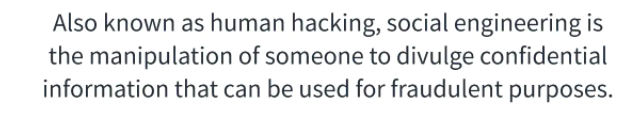 Also known as human hacking, social engineering is
the manipulation of someone to divulge confidential
information that can be used for fraudulent purposes.